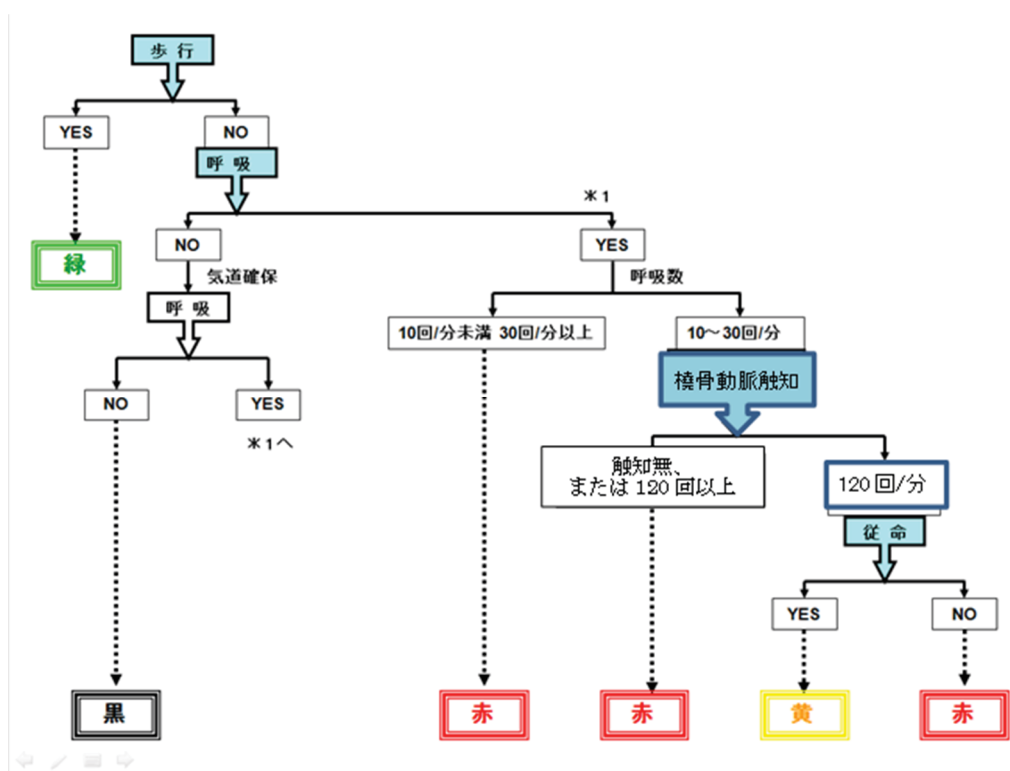 歩 行
YES
NO
呼 吸
＊1
NO
YES
緑
気道確保
呼吸数
呼 吸
10回/分未満 30回/分以上
10～30回/分
橈骨動脈触知
NO
YES
＊1へ
触知無、
または 120 回以上
120 回/分
従 命
YES
NO
黒
赤
赤
黄
赤